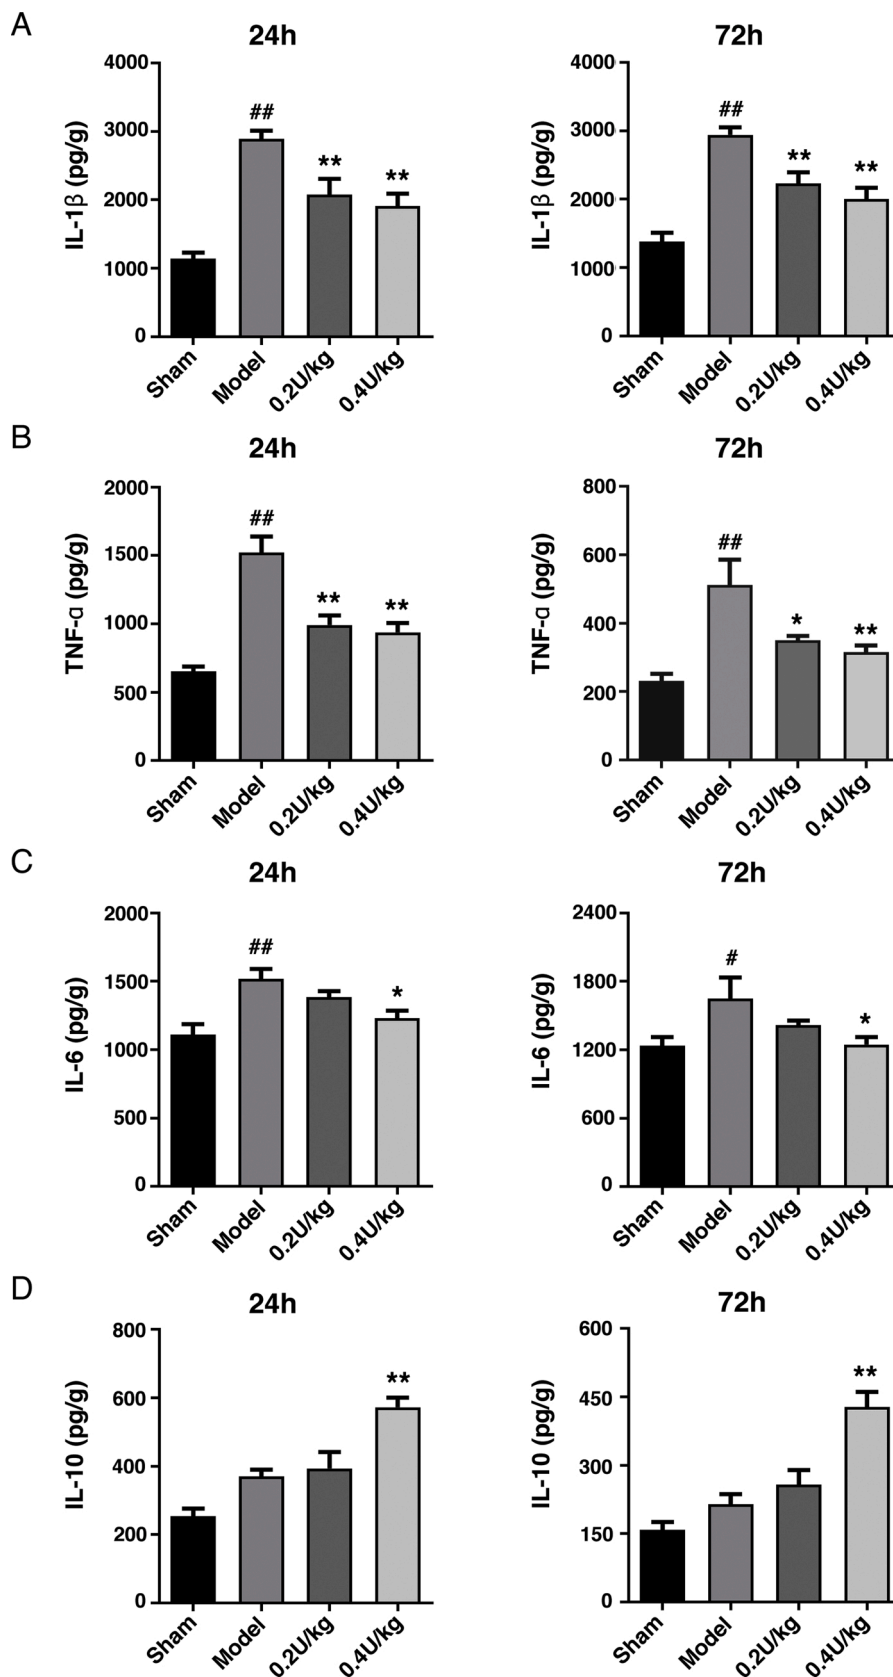 A
24h
72h
IL-1β (pg/g)
4000
3000
2000
1000
0
##
**
**
Sham
Model
0.2U/kg
0.4U/kg
IL-1β (pg/g)
4000
3000
2000
1000
0
##
**
**
Sham
Model
0.2U/kg
0.4U/kg
B
24h
72h
TNF-α (pg/g)
2000
1500
1000
500
0
##
**
**
Sham
Model
0.2U/kg
0.4U/kg
TNF-α (pg/g)
800
600
400
200
0
##
*
**
Sham
Model
0.2U/kg
0.4U/kg
C
24h
72h
IL-6 (pg/g)
2000
1500
1000
500
0
##
*
Sham
Model
0.2U/kg
0.4U/kg
IL-6 (pg/g)
2400
1800
1200
600
0
#
*
Sham
Model
0.2U/kg
0.4U/kg
D
24h
72h
IL-10 (pg/g)
800
600
400
200
0
**
Sham
Model
0.2U/kg
0.4U/kg
IL-10 (pg/g)
600
450
300
150
0
**
Sham
Model
0.2U/kg
0.4U/kg